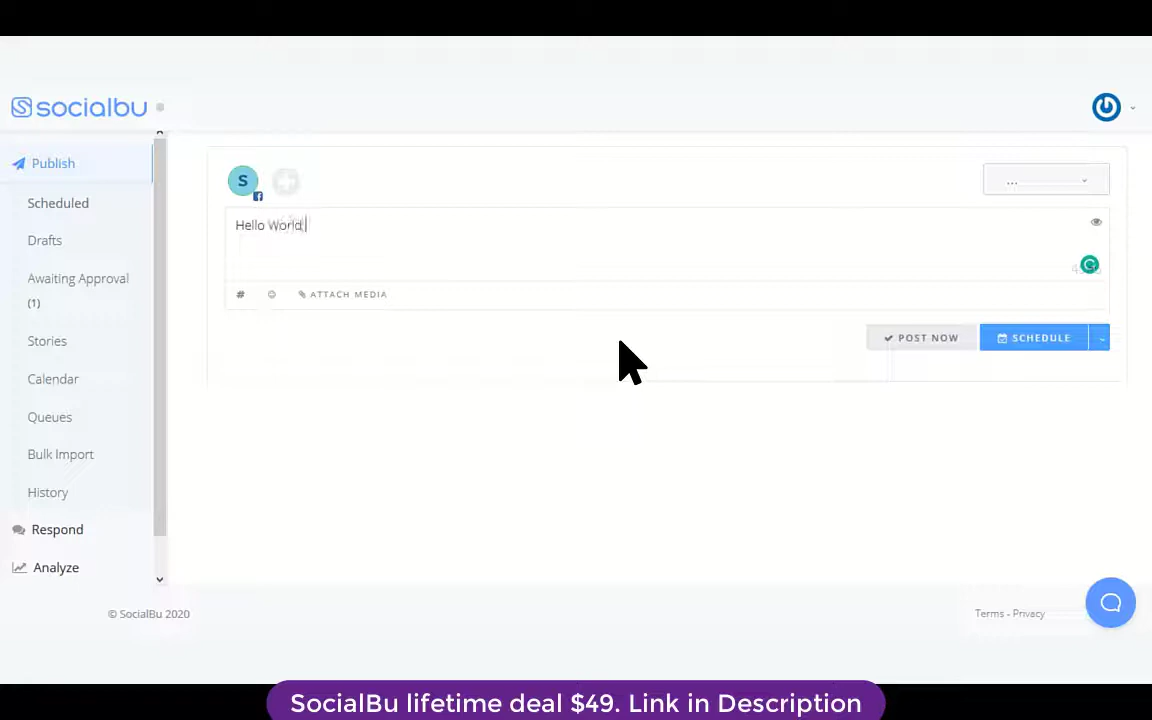 socialbu
Publish
Scheduled
Drafts
Awaiting Approval
(1)
Stories
Calendar
Queues
Bulk Import
History
Respond
Analyze
S
...
Hello World
# ATTACH MEDIA
POST NOW
SCHEDULE
© SocialBu 2020
Terms - Privacy
SocialBu lifetime deal $49. Link in Description